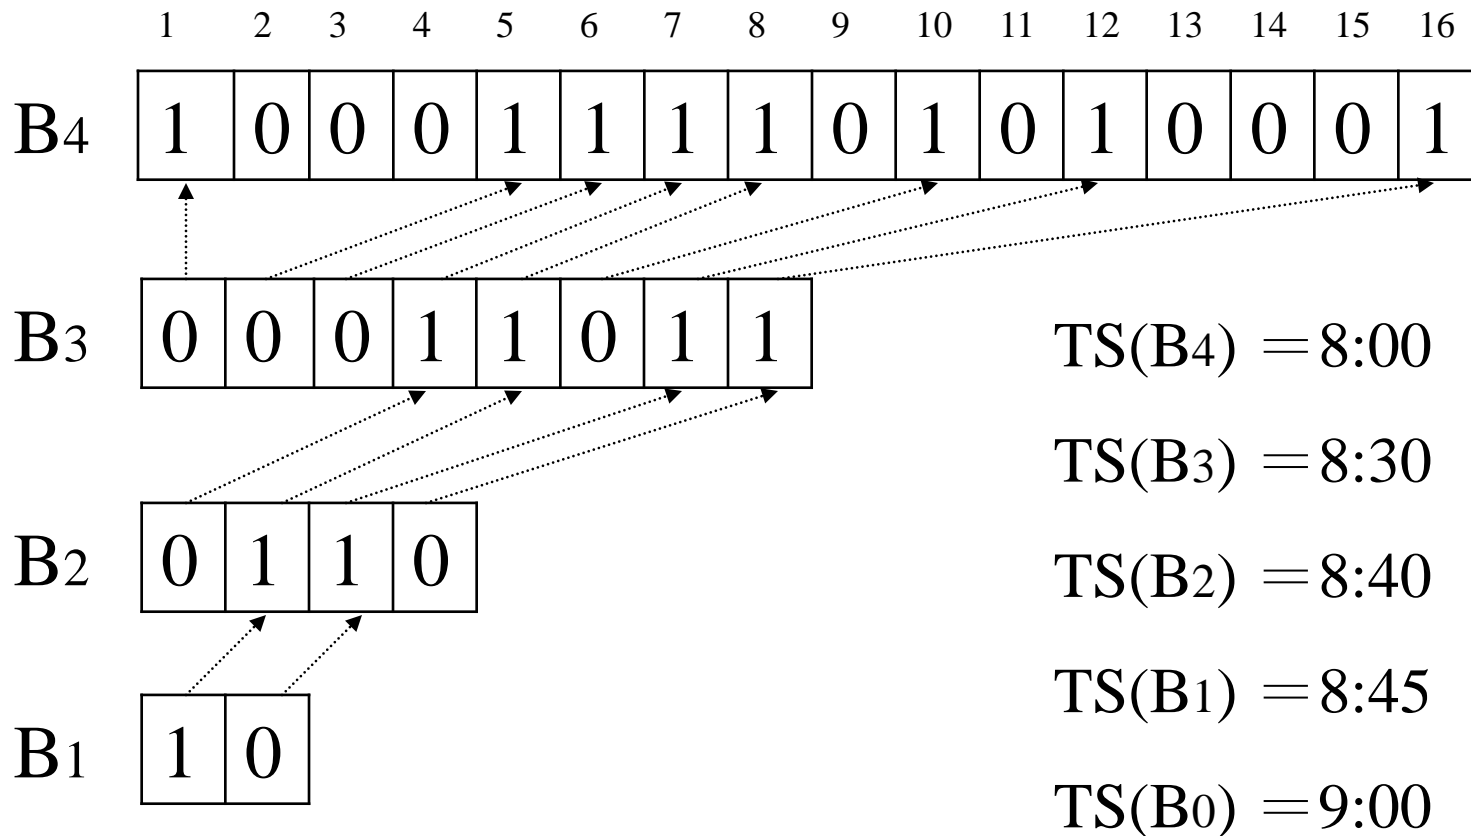 1 2 3 4 5 6 7 8 9 10 11 12 13 14 15 16
B4 1 0 0 0 1 1 1 1 0 1 0 1 0 0 0 1
B3 0 0 0 1 1 0 1 1
TS(B4) = 8:00
TS(B3) = 8:30
B2 0 1 1 0
TS(B2) = 8:40
TS(B1) = 8:45
B1 1 0
TS(B0) = 9:00